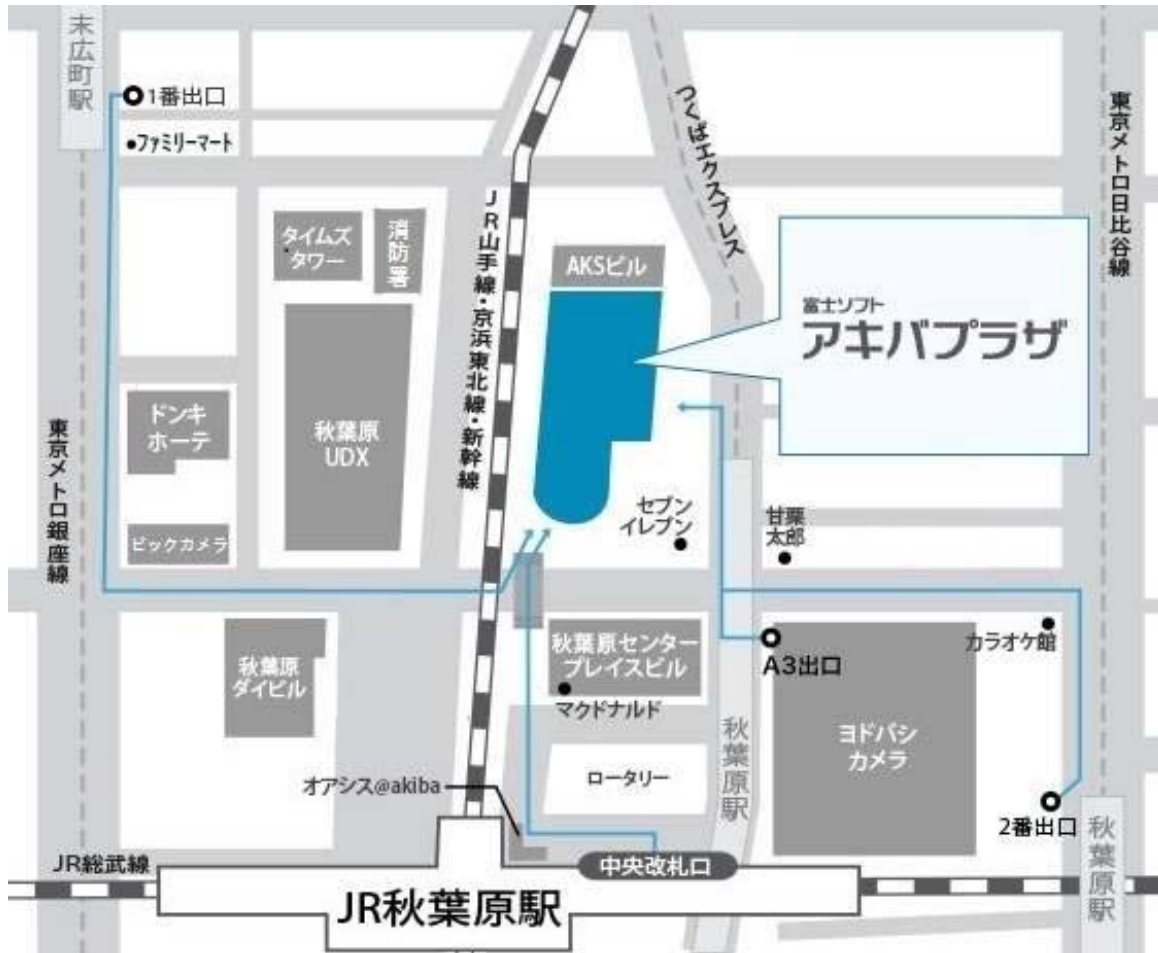 末広町駅
1番出口
ファミリーマート
つくばエクスプレス
東京メトロ日比谷線
JR山手線・京浜東北線・新幹線
タイムズ
タワー
消防署
AKSビル
富士ソフト
アキバプラザ
東京メトロ銀座線
ドンキ
ホーテ
秋葉原
UDX
ビックカメラ
セブン
イレブン
甘栗
太郎
秋葉原
ダイビル
秋葉原センター
プレイスビル
マクドナルド
A3出口
カラオケ館
ヨドバシ
カメラ
秋葉原駅
ロータリー
オアシス@akiba
2番出口
秋葉原駅
JR総武線
中央改札口
JR秋葉原駅